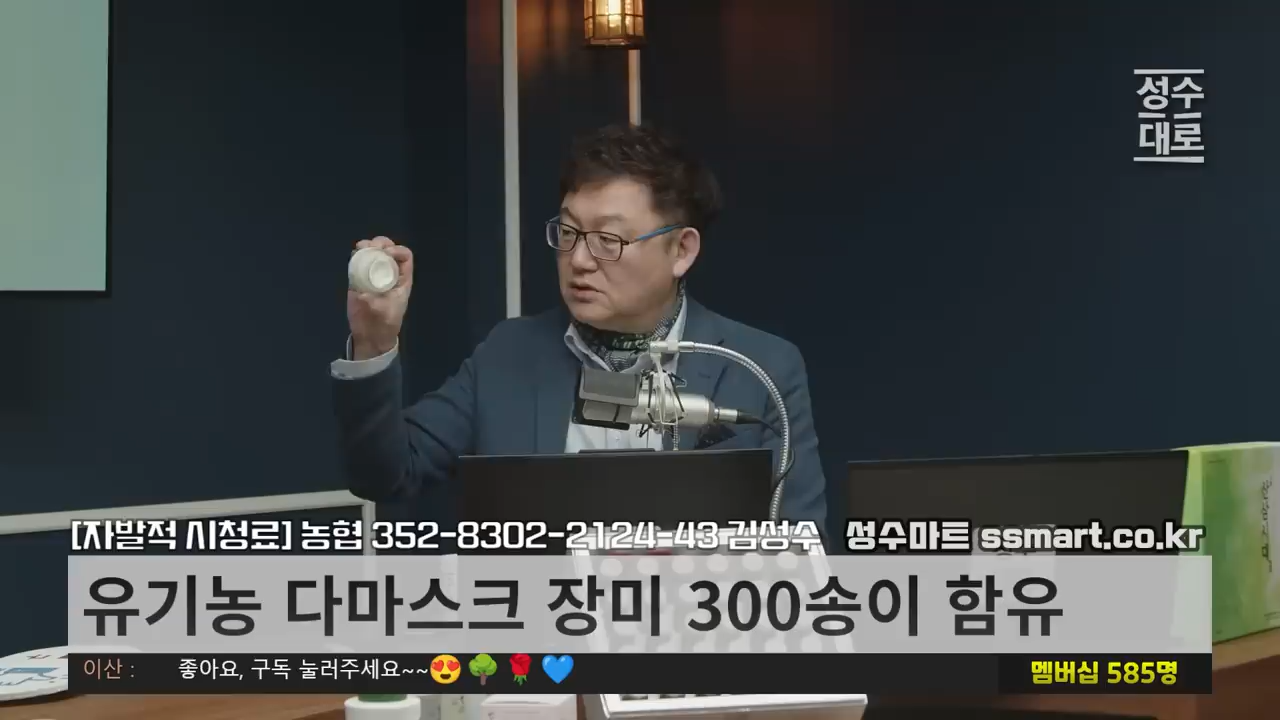 성수
대로
[자발적 시청료] 농협 352-8302-2124-43 김성수 성수마트 ssmart.co.kr
유기농 다마스크 장미 300송이 함유
이산 : 좋아요, 구독 눌러주세요~~😍🌳🌹💙
멤버십 585명